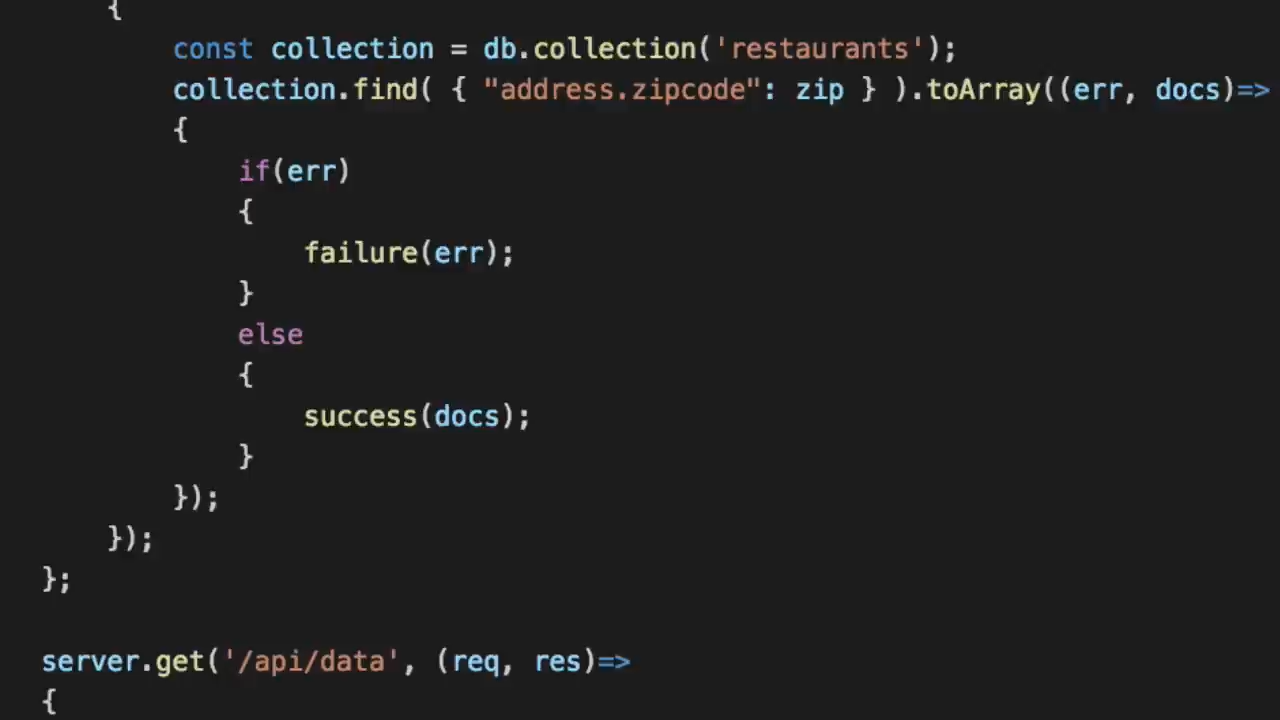 {
const collection = db.collection('restaurants');
collection.find( { "address.zipcode": zip } ).toArray((err, docs)=>
{
if(err)
{
failure(err);
}
else
{
success(docs);
}
});
});
};
server.get('/api/data', (req, res)=>
{